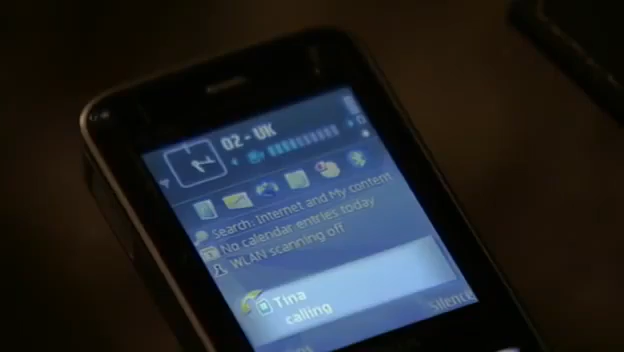 O2 - UK
Search: Internet and My content
No calendar entries today
WLAN scanning off
Tina
calling
Silence